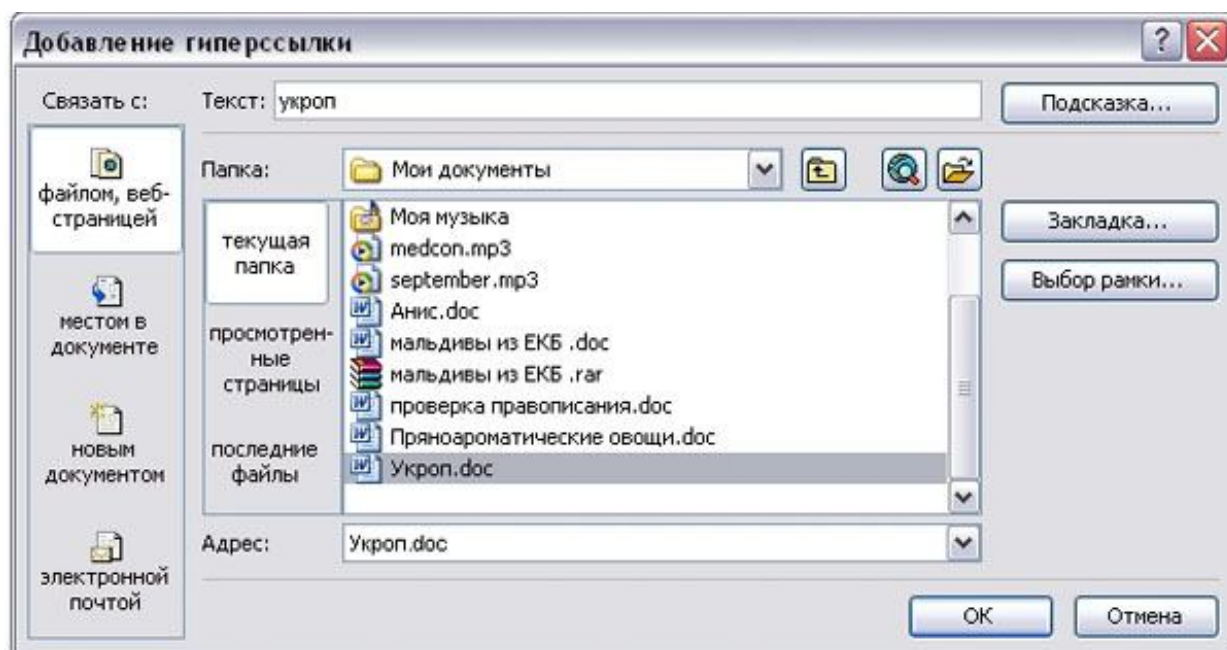 Добавление гиперссылки
Связать с:
Текст: укроп
Подсказка...
файлом, веб-
страницей
Папка:
Мои документы
текущая
папка
Моя музыка
medcon.mp3
september.mp3
Анис.doc
мальдивы из ЕКБ .doc
мальдивы из ЕКБ .rar
проверка правописания.doc
Пряноароматические овощи.doc
Укроп.doc
Закладка...
Выбор рамки...
местом в
документе
просмотрен-
ные
страницы
новым
документом
последние
файлы
электронной
почтой
Адрес:
Укроп.doc
ОК
Отмена